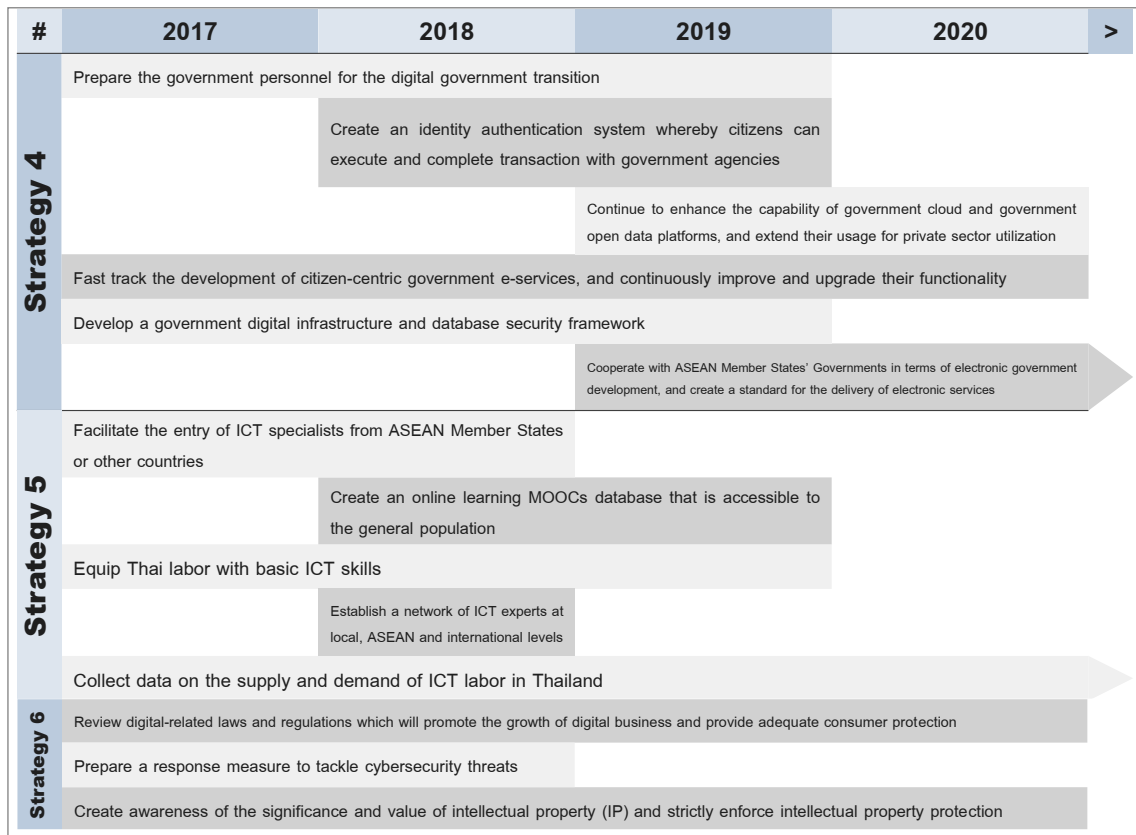 # 2017 2018 2019 2020 >
Strategy 4
Prepare the government personnel for the digital government transition
Create an identity authentication system whereby citizens can
execute and complete transaction with government agencies
Continue to enhance the capability of government cloud and government
open data platforms, and extend their usage for private sector utilization
Fast track the development of citizen-centric government e-services, and continuously improve and upgrade their functionality
Develop a government digital infrastructure and database security framework
Cooperate with ASEAN Member States' Governments in terms of electronic government
development, and create a standard for the delivery of electronic services
Strategy 5
Facilitate the entry of ICT specialists from ASEAN Member States
or other countries
Create an online learning MOOCs database that is accessible to
the general population
Equip Thai labor with basic ICT skills
Establish a network of ICT experts at
local, ASEAN and international levels
Collect data on the supply and demand of ICT labor in Thailand
Strategy 6
Review digital-related laws and regulations which will promote the growth of digital business and provide adequate consumer protection
Prepare a response measure to tackle cybersecurity threats
Create awareness of the significance and value of intellectual property (IP) and strictly enforce intellectual property protection